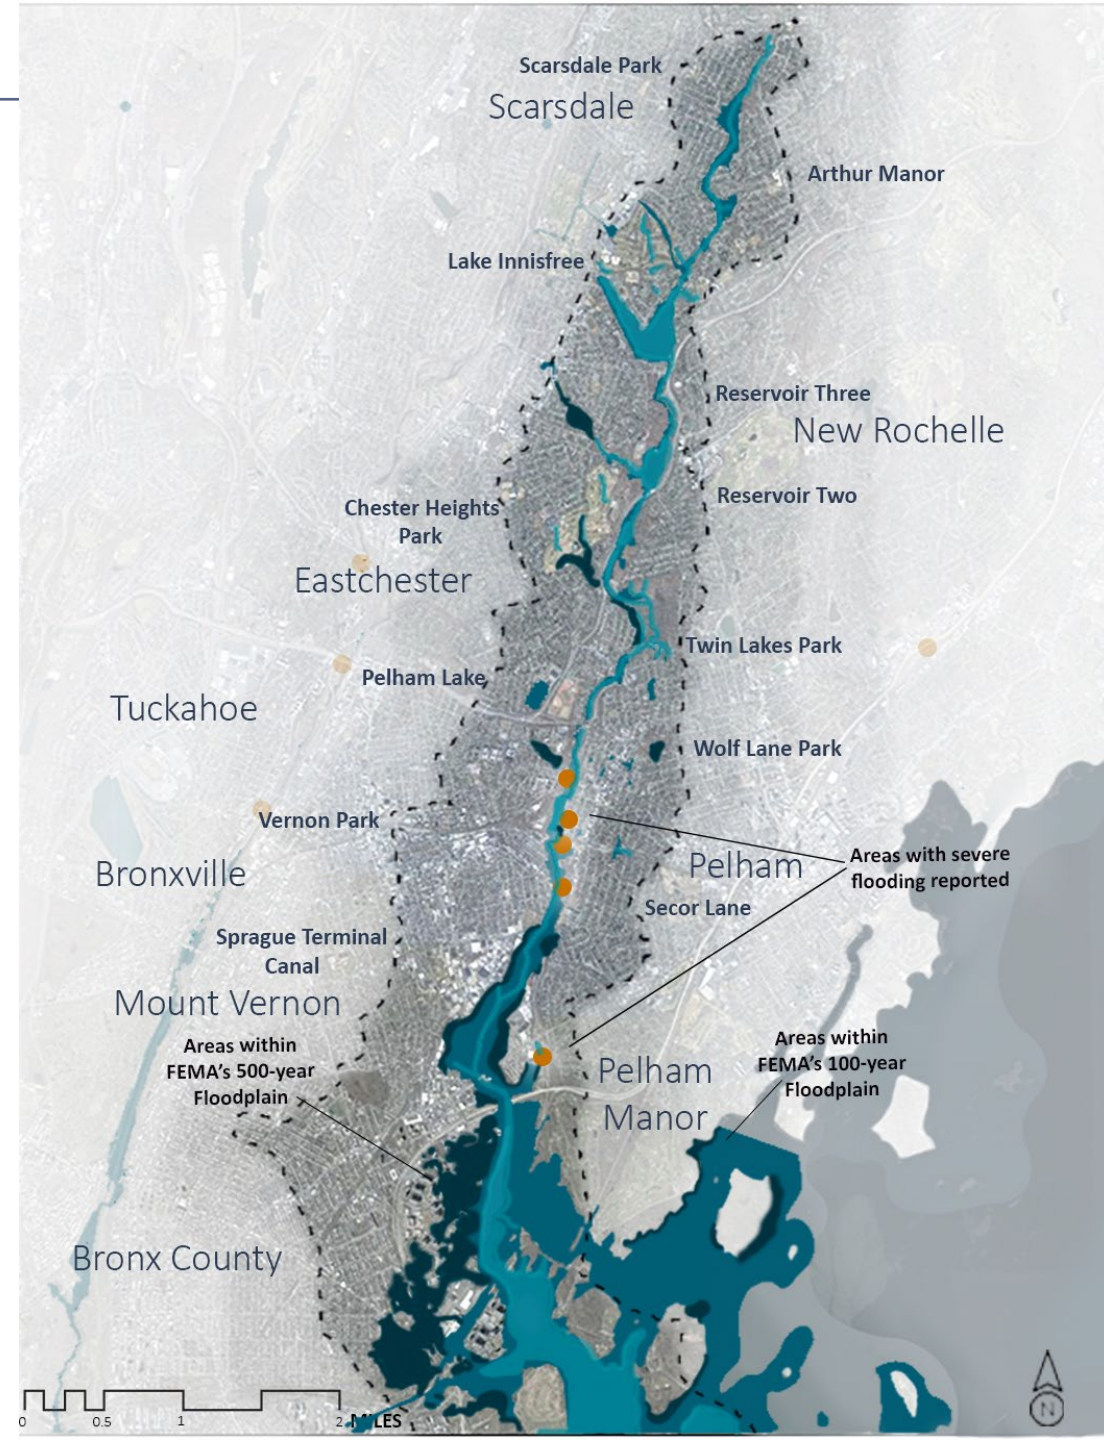 Scarsdale Park
Scarsdale
Arthur Manor
Lake Innisfree
Reservoir Three
New Rochelle
Reservoir Two
Chester Heights
Park
Eastchester
Twin Lakes Park
Pelham Lake
Tuckahoe
Wolf Lane Park
Vernon Park
Bronxville
Pelham
Areas with severe
flooding reported
Secor Lane
Sprague Terminal
Canal
Mount Vernon
Areas within
FEMA's 500-year
Floodplain
Areas within
FEMA's 100-year
Floodplain
Pelham
Manor
Bronx County
0 0.5 1 2 MILES
N